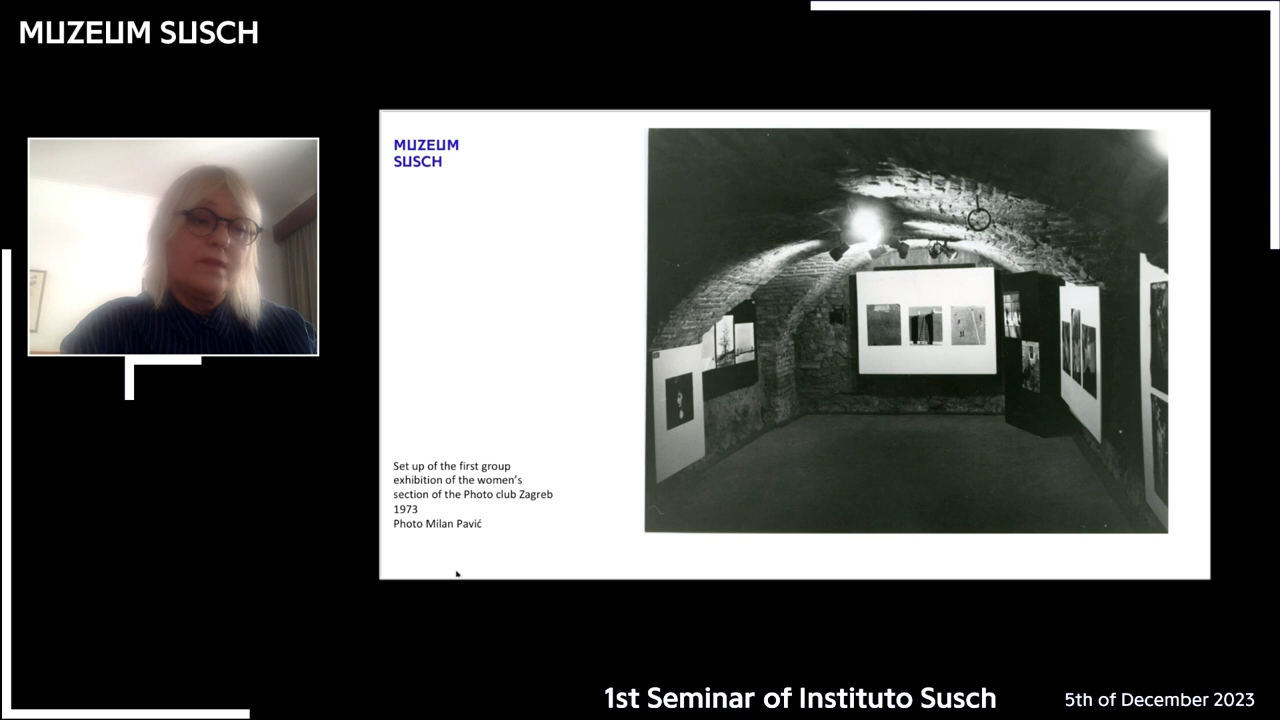 MUZEUM SUSCH
MUZEUM
SUSCH
Set up of the first group
exhibition of the women's
section of the Photo club Zagreb
1973
Photo Milan Pavić
1st Seminar of Instituto Susch
5th of December 2023